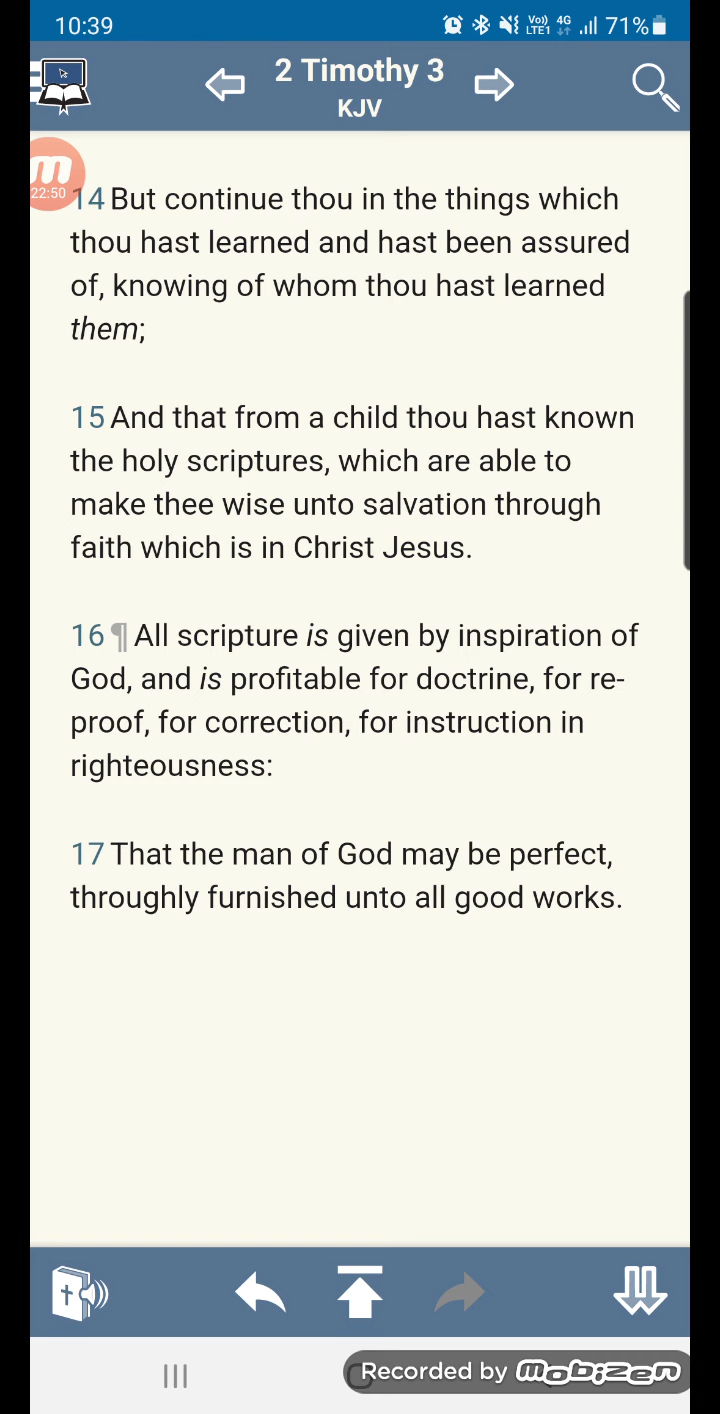 10:39
Vo)) 4G
LTE1 71%
2 Timothy 3
KJV
m
22:50
14 But continue thou in the things which
thou hast learned and hast been assured
of, knowing of whom thou hast learned
them;
15 And that from a child thou hast known
the holy scriptures, which are able to
make thee wise unto salvation through
faith which is in Christ Jesus.
16 ¶ All scripture is given by inspiration of
God, and is profitable for doctrine, for re-
proof, for correction, for instruction in
righteousness:
17 That the man of God may be perfect,
throughly furnished unto all good works.
Recorded by mobizen